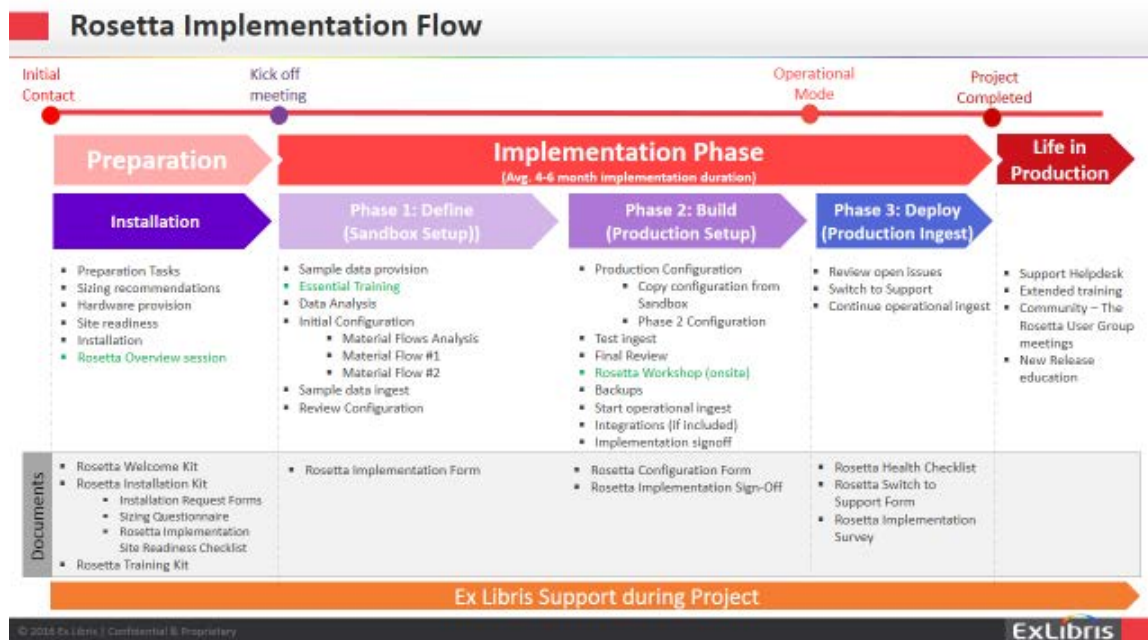 Rosetta Implementation Flow
Initial
Contact
Kick off
meeting
Operational
Mode
Project
Completed
Preparation
Implementation Phase
(Avg. 4-6 month implementation duration)
Life in
Production
Installation
Phase 1: Define
(Sandbox Setup))
Phase 2: Build
(Production Setup)
Phase 3: Deploy
(Production Ingest)
Preparation Tasks
Sizing recommendations
Hardware provision
Site readiness
Installation
Rosetta Overview session
Sample data provision
Essential Training
Data Analysis
Initial Configuration
Material Flows Analysis
Material Flow #1
Material Flow #2
Sample data ingest
Review Configuration
Production Configuration
Copy configuration from
Sandbox
Phase 2 Configuration
Test ingest
Final Review
Rosetta Workshop (onsite)
Backups
Start operational ingest
Integrations (If included)
Implementation signoff
Review open issues
Switch to Support
Continue operational ingest
Support Helpdesk
Extended training
Community – The
Rosetta User Group
meetings
New Release
education
Documents
Rosetta Welcome Kit
Rosetta Installation Kit
Installation Request Forms
Sizing Questionnaire
Rosetta Implementation
Site Readiness Checklist
Rosetta Training Kit
Rosetta Implementation Form
Rosetta Configuration Form
Rosetta Implementation Sign-Off
Rosetta Health Checklist
Rosetta Switch to
Support Form
Rosetta Implementation
Survey
Ex Libris Support during Project
© 2016 Ex Libris | Confidential & Proprietary
ExLibris